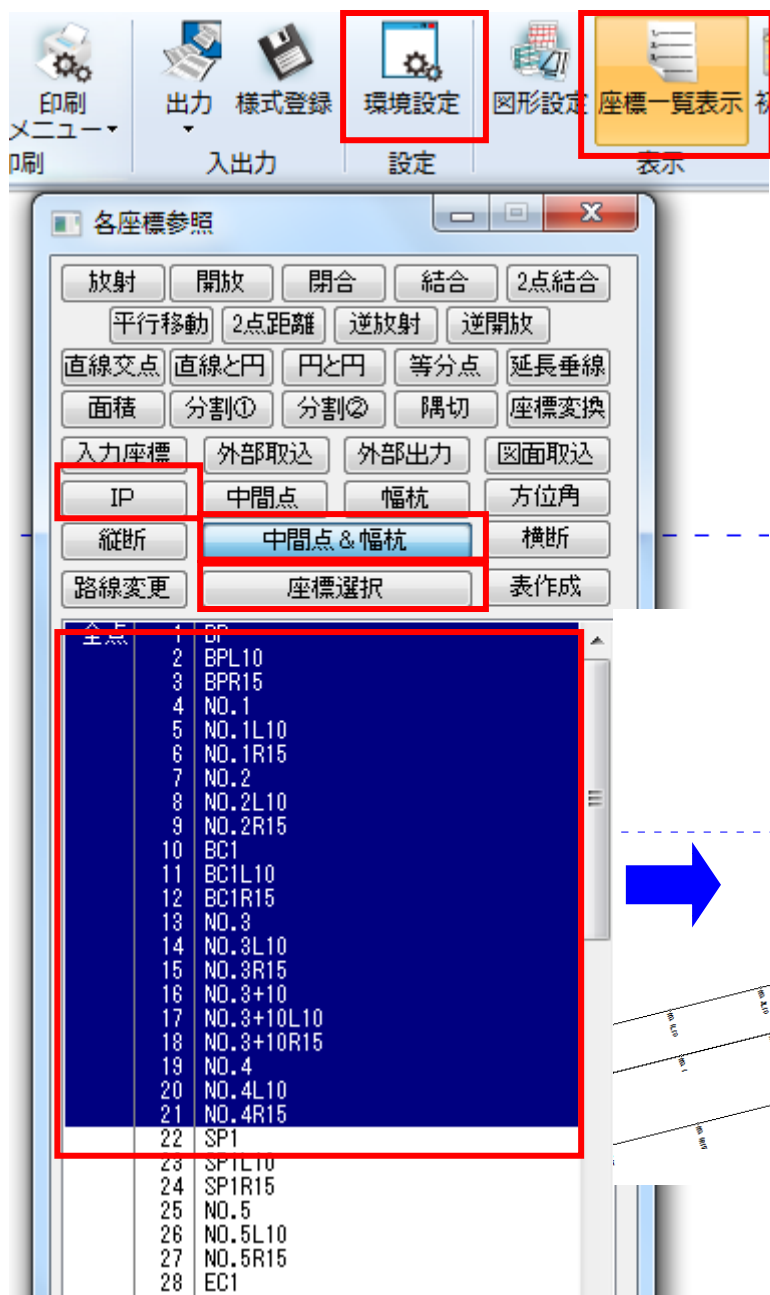 印刷 出力 様式登録 環境設定 図形設定 座標一覧表示
メニュー
印刷 入出力 設定 表示
各座標参照
放射 開放 閉合 結合 2点結合
平行移動 2点距離 逆放射 逆開放
直線交点 直線と円 円と円 等分点 延長垂線
面積 分割① 分割② 隅切 座標変換
入力座標 外部取込 外部出力 図面取込
IP 中間点 幅杭 方位角
縦断 中間点&幅杭 横断
路線変更 座標選択 表作成
全点 1 BP
2 BPL10
3 BPR15
4 NO.1
5 NO.1L10
6 NO.1R15
7 NO.2
8 NO.2L10
9 NO.2R15
10 BC1
11 BC1L10
12 BC1R15
13 NO.3
14 NO.3L10
15 NO.3R15
16 NO.3+10
17 NO.3+10L10
18 NO.3+10R15
19 NO.4
20 NO.4L10
21 NO.4R15
22 SP1
23 SP1L10
24 SP1R15
25 NO.5
26 NO.5L10
27 NO.5R15
28 EC1